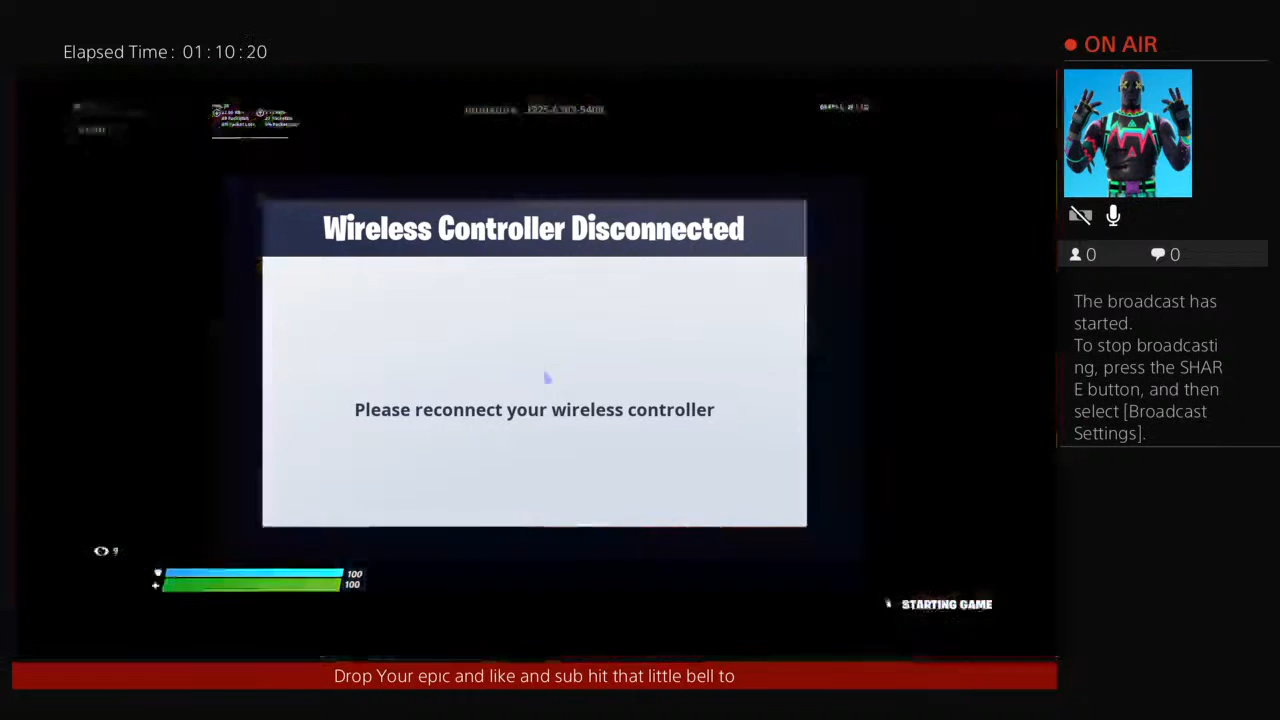 Elapsed Time: 01:10:20
ON AIR
Wireless Controller Disconnected
0
0
The broadcast has
started.
To stop broadcasti
ng, press the SHAR
E button, and then
select [Broadcast
Settings].
Please reconnect your wireless controller
9
100
100
STARTING GAME
Drop Your epic and like and sub hit that little bell to